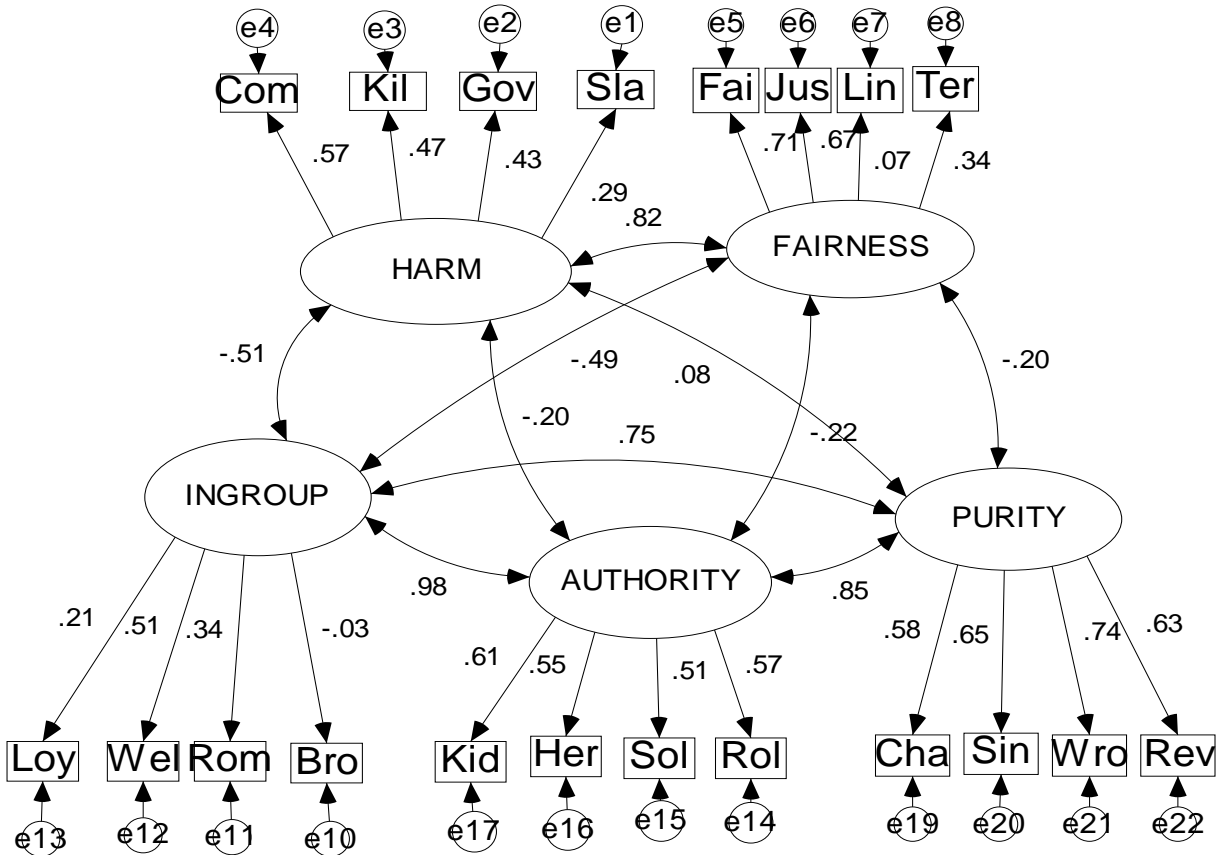 e4 e3 e2 e1 e5 e6 e7 e8
Com Kil Gov Sla Fai Jus Lin Ter
.57 .47 .43 .29 .71 .67 .07 .34
.82
HARM FAIRNESS
-.51 -.49 .08 -.20
-.20 .75 -.22
INGROUP PURITY
AUTHORITY
.98 .85
.21 .51 .34 -.03 .61 .55 .51 .57 .58 .65 .74 .63
Loy Wel Rom Bro Kid Her Sol Rol Cha Sin Wro Rev
e13 e12 e11 e10 e17 e16 e15 e14 e19 e20 e21 e22